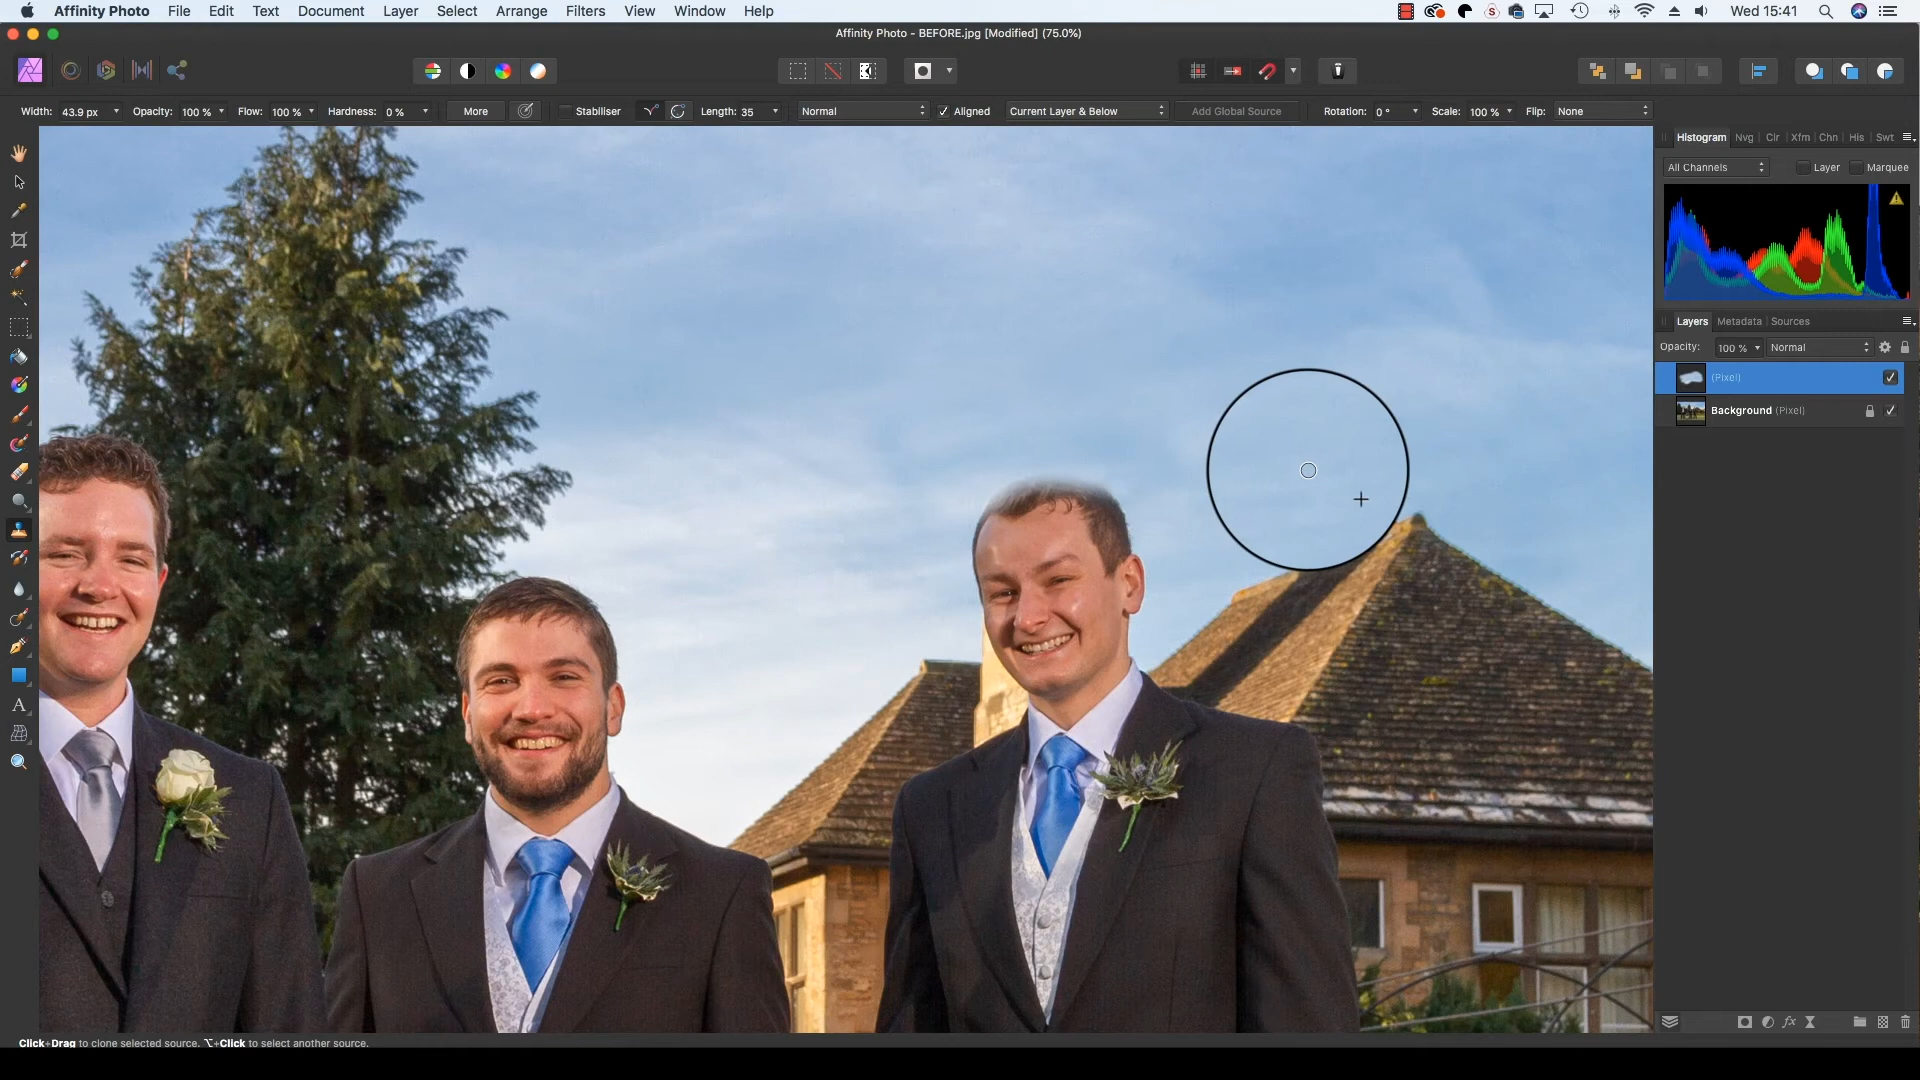 Affinity Photo File Edit Text Document Layer Select Arrange Filters View Window Help Wed 15:41
Affinity Photo - BEFORE.jpg [Modified] (75.0%)
Width: 43.9 px Opacity: 100 % Flow: 100 % Hardness: 0 % More Stabiliser Length: 35 Normal Aligned Current Layer & Below Add Global Source Rotation: 0 ° Scale: 100 % Flip: None
Histogram Nvg Clr Xfm Chn His Swt
All Channels Layer Marquee
Layers Metadata Sources
Opacity: 100 % Normal
(Pixel)
Background (Pixel)
fx
Click+Drag to clone selected source. ⌥+Click to select another source.